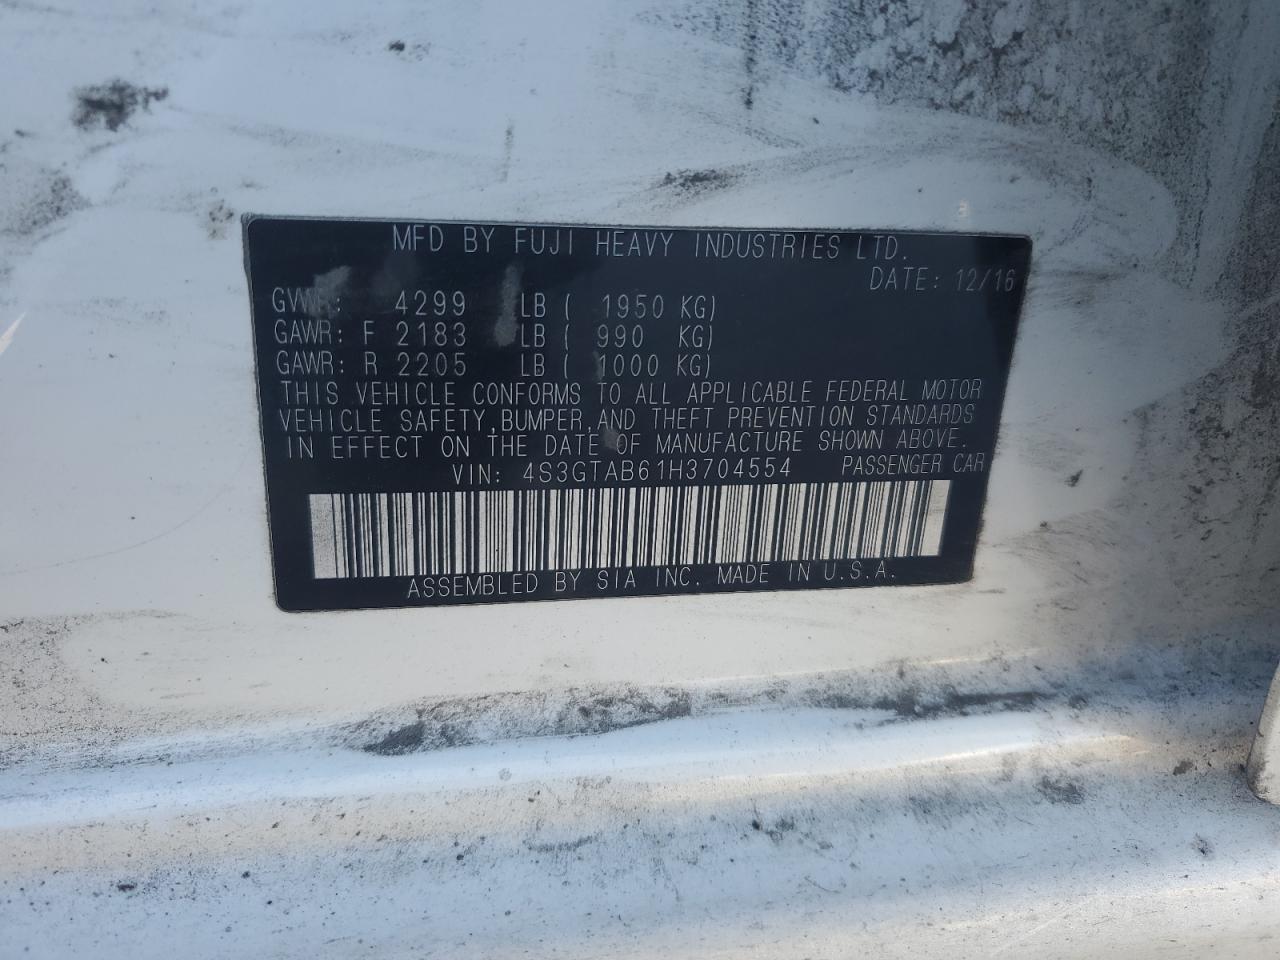 MFD BY FUJI HEAVY INDUSTRIES LTD.
DATE: 12/16
GVWR: 4299 LB ( 1950 KG)
GAWR: F 2183 LB ( 990 KG)
GAWR: R 2205 LB ( 1000 KG)
THIS VEHICLE CONFORMS TO ALL APPLICABLE FEDERAL MOTOR
VEHICLE SAFETY,BUMPER,AND THEFT PREVENTION STANDARDS
IN EFFECT ON THE DATE OF MANUFACTURE SHOWN ABOVE.
VIN: 4S3GTAB61H3704554 PASSENGER CAR
ASSEMBLED BY SIA INC. MADE IN U.S.A.